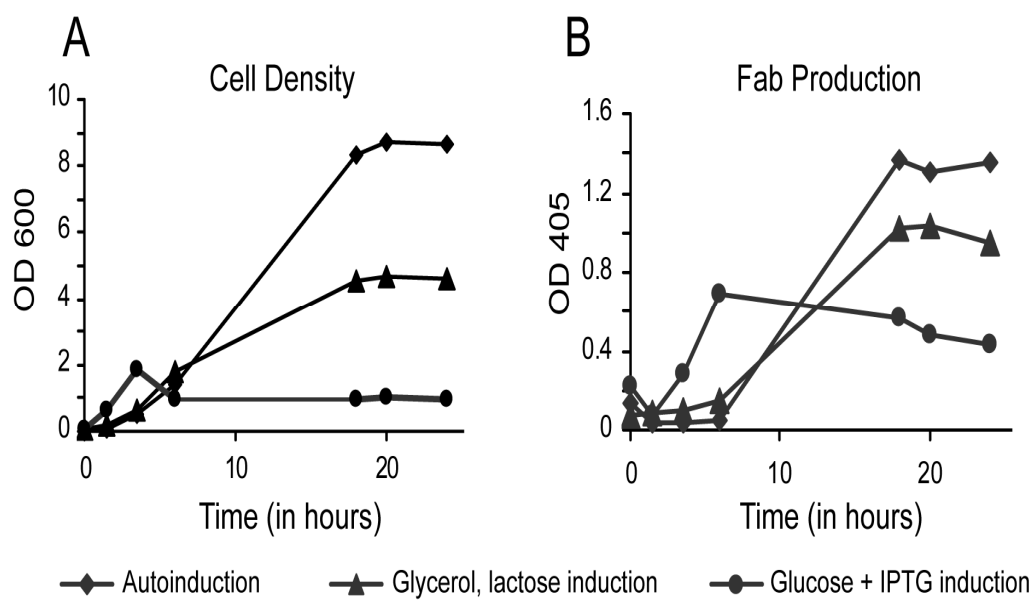 A
Cell Density
10
8
6
4
2
0
OD 600
0 10 20
Time (in hours)
B
Fab Production
1.6
1.2
0.8
0.4
0
OD 405
0 10 20
Time (in hours)
Autoinduction Glycerol, lactose induction Glucose + IPTG induction